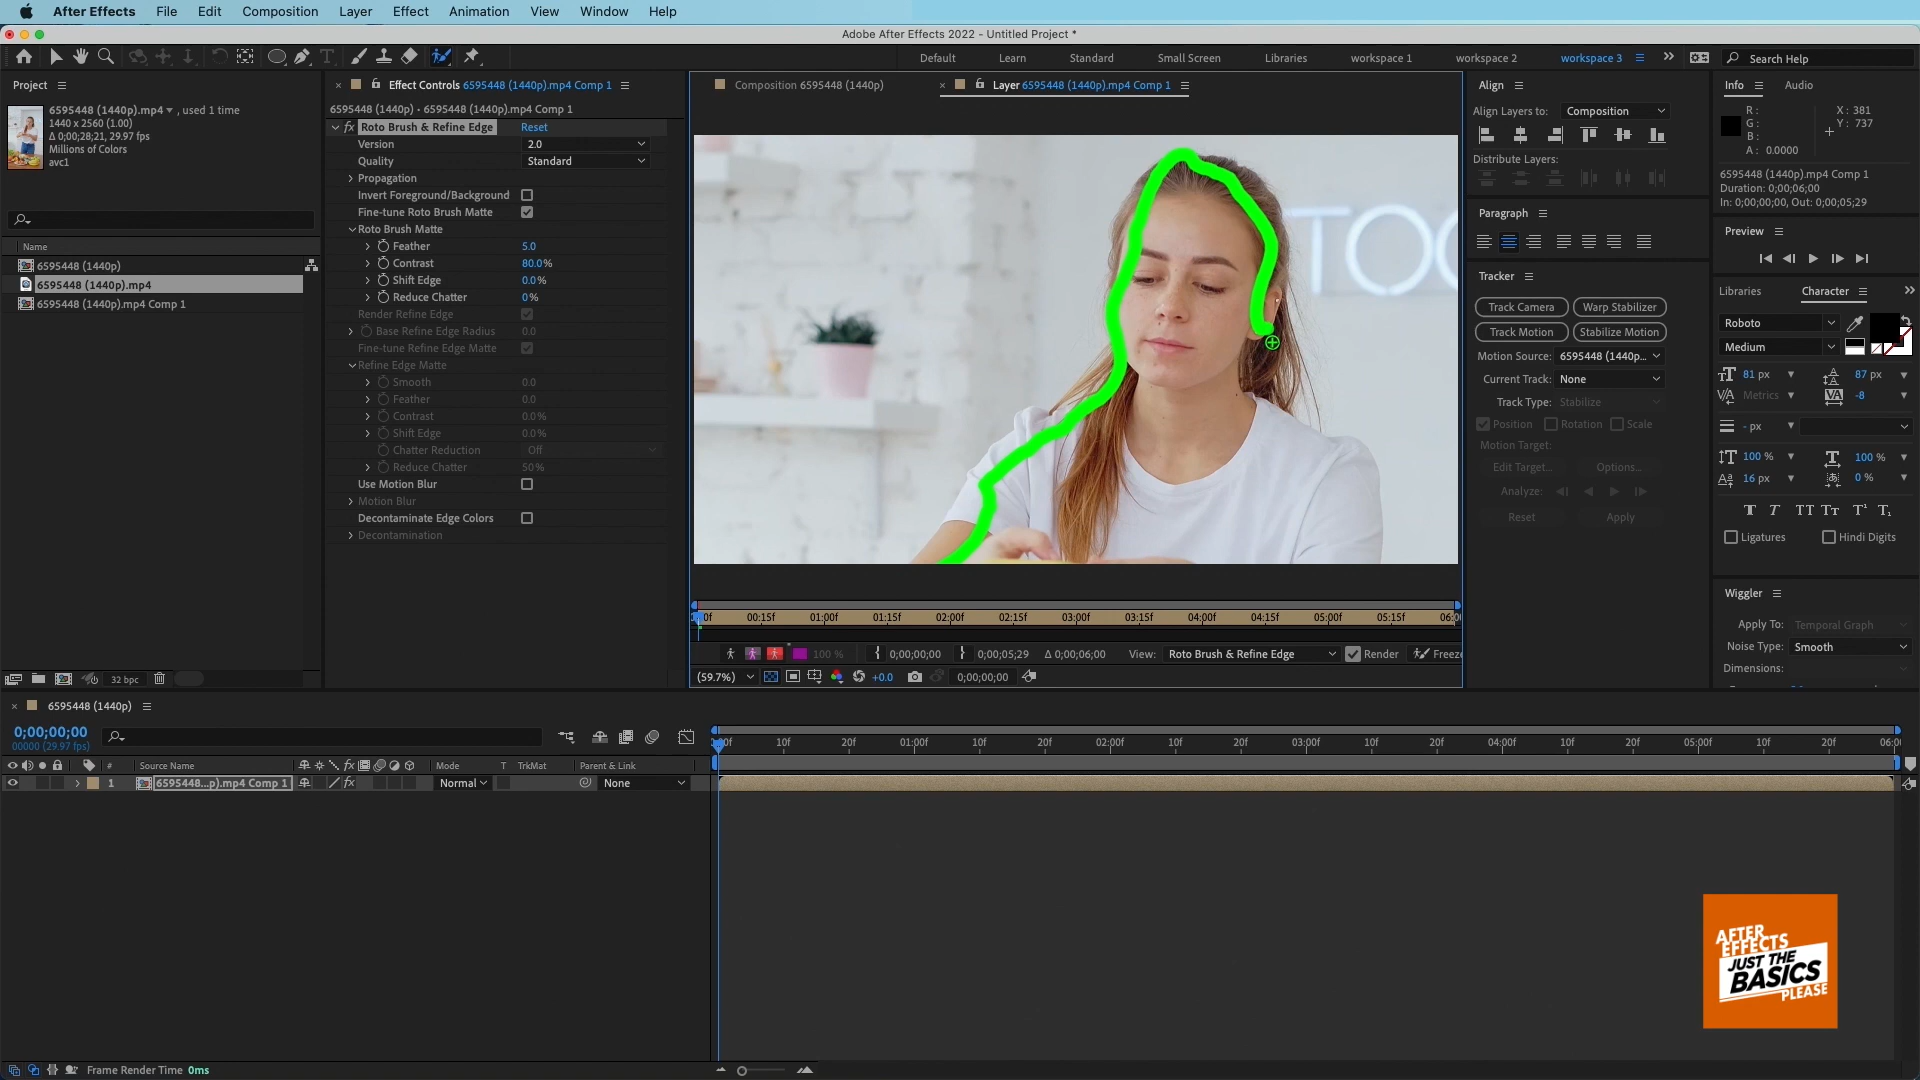 After Effects File Edit Composition Layer Effect Animation View Window Help
Adobe After Effects 2022 - Untitled Project *
Default Learn Standard Small Screen Libraries workspace 1 workspace 2 workspace 3 Search Help
Project
6595448 (1440p).mp4 , used 1 time
1440 x 2560 (1.00)
Δ 0;00;28;21, 29.97 fps
Millions of Colors
avc1
Name
6595448 (1440p)
6595448 (1440p).mp4
6595448 (1440p).mp4 Comp 1
32 bpc
Effect Controls 6595448 (1440p).mp4 Comp 1
6595448 (1440p) • 6595448 (1440p).mp4 Comp 1
fx Roto Brush & Refine Edge Reset
Version 2.0
Quality Standard
Propagation
Invert Foreground/Background
Fine-tune Roto Brush Matte
Roto Brush Matte
Feather 5.0
Contrast 80.0%
Shift Edge 0.0%
Reduce Chatter 0%
Render Refine Edge
Base Refine Edge Radius 0.0
Fine-tune Refine Edge Matte
Refine Edge Matte
Smooth 0.0
Feather 0.0
Contrast 0.0%
Shift Edge 0.0%
Chatter Reduction Off
Reduce Chatter 50%
Use Motion Blur
Motion Blur
Decontaminate Edge Colors
Decontamination
Composition 6595448 (1440p)
Layer 6595448 (1440p).mp4 Comp 1
TOO
00:15f 01:00f 01:15f 02:00f 02:15f 03:00f 03:15f 04:00f 04:15f 05:00f 05:15f
100 % 0;00;00;00 0;00;05;29 Δ 0;00;06;00 View: Roto Brush & Refine Edge Render Freeze
(59.7%) +0.0 0;00;00;00
Align
Align Layers to: Composition
Distribute Layers:
Paragraph
Tracker
Track Camera Warp Stabilizer
Track Motion Stabilize Motion
Motion Source: 6595448 (1440p...
Current Track: None
Track Type: Stabilize
Position Rotation Scale
Motion Target:
Edit Target... Options...
Analyze:
Reset Apply
Info Audio
R :
G :
B :
A : 0.0000
X : 381
Y : 737
6595448 (1440p).mp4 Comp 1
Duration: 0;00;06;00
In: 0;00;00;00, Out: 0;00;05;29
Preview
Libraries Character
Roboto
Medium
81 px 87 px
Metrics -8
- px
100 % 100 %
16 px 0 %
Ligatures Hindi Digits
Wiggler
Apply To: Temporal Graph
Noise Type: Smooth
Dimensions:
6595448 (1440p)
0;00;00;00
00000 (29.97 fps)
10f 20f 01:00f 10f 20f 02:00f 10f 20f 03:00f 10f 20f 04:00f 10f 20f 05:00f 10f 20f
# Source Name fx Mode T TrkMat Parent & Link
1 6595448...p).mp4 Comp 1 fx Normal None
AFTER
EFFECTS
JUST THE
BASICS
PLEASE
Frame Render Time 0ms